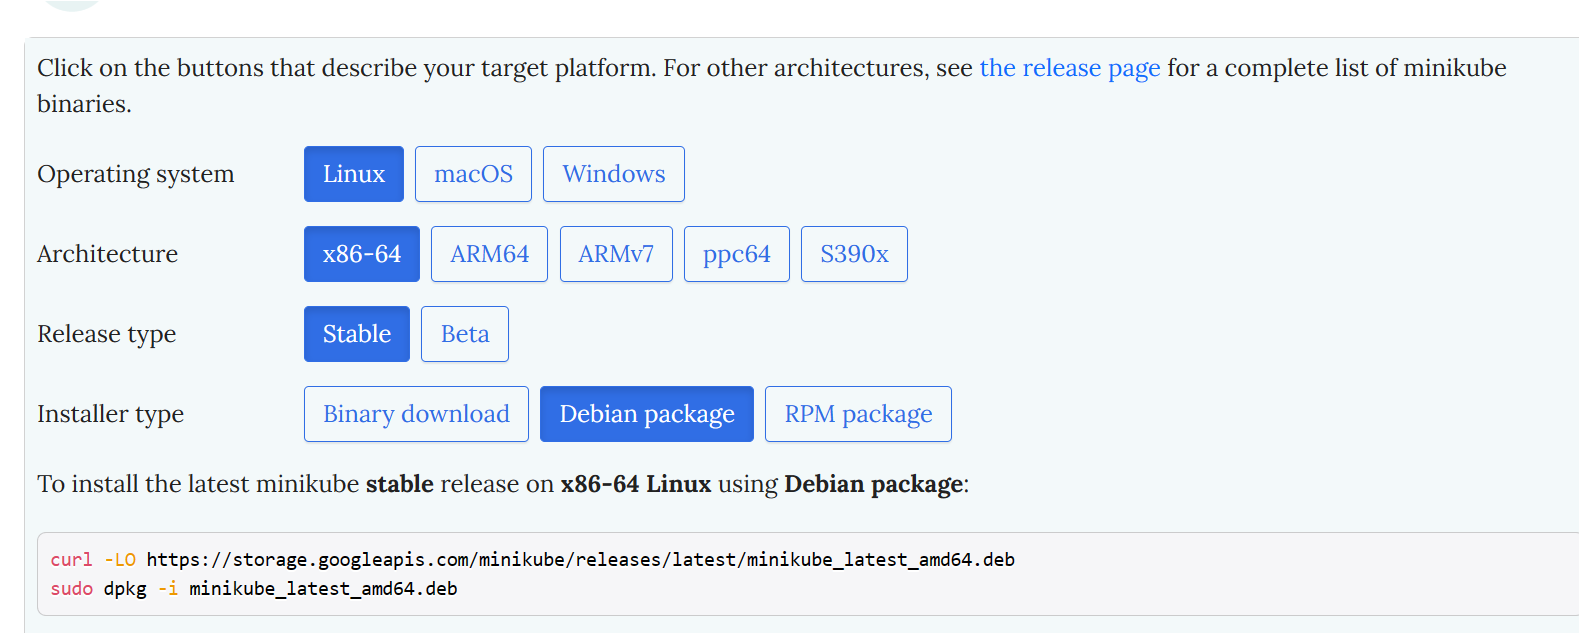 Click on the buttons that describe your target platform. For other architectures, see the release page for a complete list of minikube
binaries.
Operating system Linux macOS Windows
Architecture x86-64 ARM64 ARMv7 ppc64 S390x
Release type Stable Beta
Installer type Binary download Debian package RPM package
To install the latest minikube stable release on x86-64 Linux using Debian package:
curl -LO https://storage.googleapis.com/minikube/releases/latest/minikube_latest_amd64.deb
sudo dpkg -i minikube_latest_amd64.deb